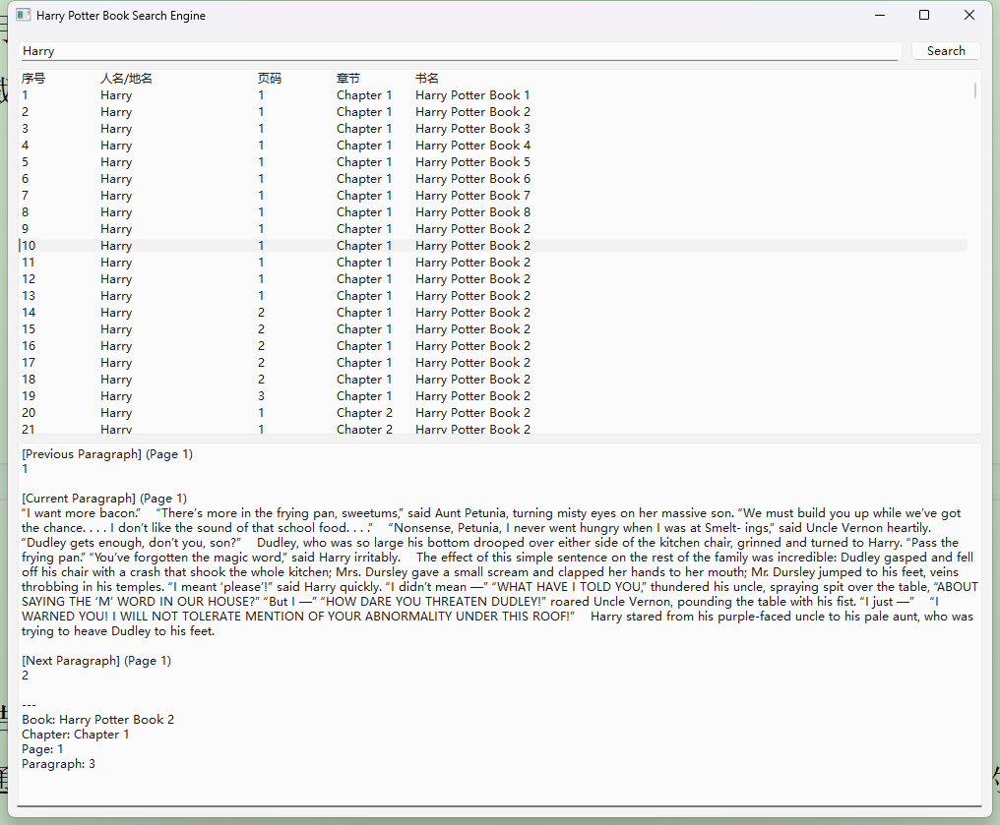 Harry Potter Book Search Engine
Harry
Search
序号 人名/地名 页码 章节 书名
1 Harry 1 Chapter 1 Harry Potter Book 1
2 Harry 1 Chapter 1 Harry Potter Book 2
3 Harry 1 Chapter 1 Harry Potter Book 3
4 Harry 1 Chapter 1 Harry Potter Book 4
5 Harry 1 Chapter 1 Harry Potter Book 5
6 Harry 1 Chapter 1 Harry Potter Book 6
7 Harry 1 Chapter 1 Harry Potter Book 7
8 Harry 1 Chapter 1 Harry Potter Book 8
9 Harry 1 Chapter 1 Harry Potter Book 2
10 Harry 1 Chapter 1 Harry Potter Book 2
11 Harry 1 Chapter 1 Harry Potter Book 2
12 Harry 1 Chapter 1 Harry Potter Book 2
13 Harry 1 Chapter 1 Harry Potter Book 2
14 Harry 2 Chapter 1 Harry Potter Book 2
15 Harry 2 Chapter 1 Harry Potter Book 2
16 Harry 2 Chapter 1 Harry Potter Book 2
17 Harry 2 Chapter 1 Harry Potter Book 2
18 Harry 2 Chapter 1 Harry Potter Book 2
19 Harry 3 Chapter 1 Harry Potter Book 2
20 Harry 1 Chapter 2 Harry Potter Book 2
21 Harry 1 Chapter 2 Harry Potter Book 2
[Previous Paragraph] (Page 1)
1
[Current Paragraph] (Page 1)
“I want more bacon.” “There’s more in the frying pan, sweetums,” said Aunt Petunia, turning misty eyes on her massive son. “We must build you up while we’ve got
the chance. . . . I don’t like the sound of that school food. . . .” “Nonsense, Petunia, I never went hungry when I was at Smelt- ings,” said Uncle Vernon heartily.
“Dudley gets enough, don’t you, son?” Dudley, who was so large his bottom drooped over either side of the kitchen chair, grinned and turned to Harry. “Pass the
frying pan.” “You’ve forgotten the magic word,” said Harry irritably. The effect of this simple sentence on the rest of the family was incredible: Dudley gasped and fell
off his chair with a crash that shook the whole kitchen; Mrs. Dursley gave a small scream and clapped her hands to her mouth; Mr. Dursley jumped to his feet, veins
throbbing in his temples. “I meant ‘please’!” said Harry quickly. “I didn’t mean —” “WHAT HAVE I TOLD YOU,” thundered his uncle, spraying spit over the table, “ABOUT
SAYING THE ‘M’ WORD IN OUR HOUSE?” “But I —” “HOW DARE YOU THREATEN DUDLEY!” roared Uncle Vernon, pounding the table with his fist. “I just —” “I
WARNED YOU! I WILL NOT TOLERATE MENTION OF YOUR ABNORMALITY UNDER THIS ROOF!” Harry stared from his purple-faced uncle to his pale aunt, who was
trying to heave Dudley to his feet.
[Next Paragraph] (Page 1)
2
---
Book: Harry Potter Book 2
Chapter: Chapter 1
Page: 1
Paragraph: 3